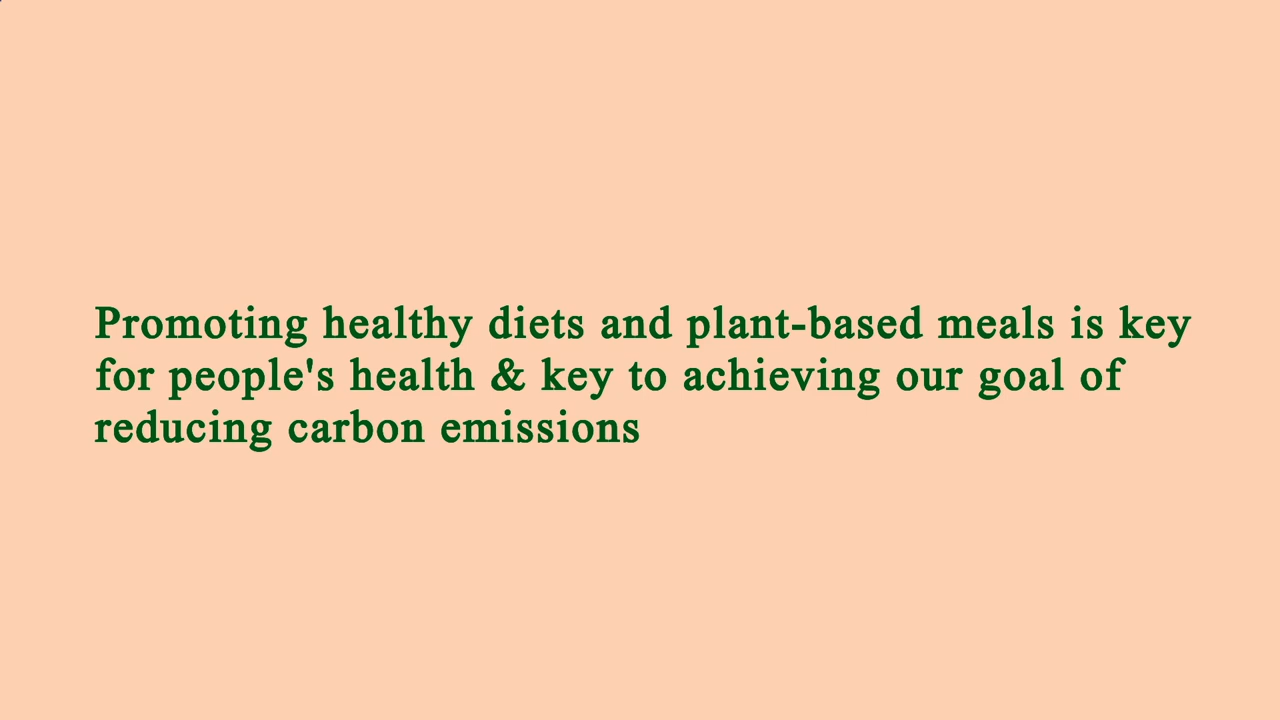 Promoting healthy diets and plant-based meals is key
for people's health & key to achieving our goal of
reducing carbon emissions